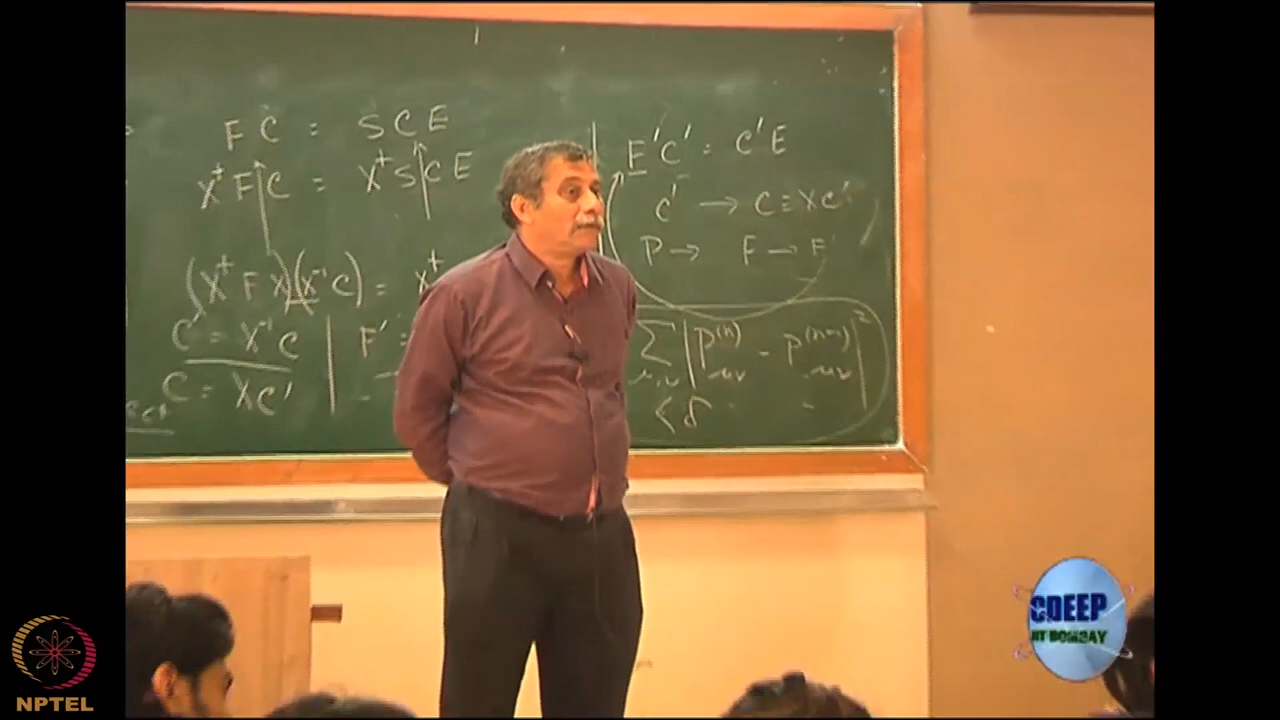 FC = SCE
X⁺FC = X⁺SCE
(X⁺FX)(X⁻¹C) = X⁺
C = X⁻¹C | F' =
C = XC'
F'C' = C'E
C' → C = XC'
P → F → F'
∑ |P⁽ⁿ⁾ - P⁽ⁿ⁻¹⁾|²
μ,ν μν μν
< δ
CDEEP
IIT BOMBAY
NPTEL